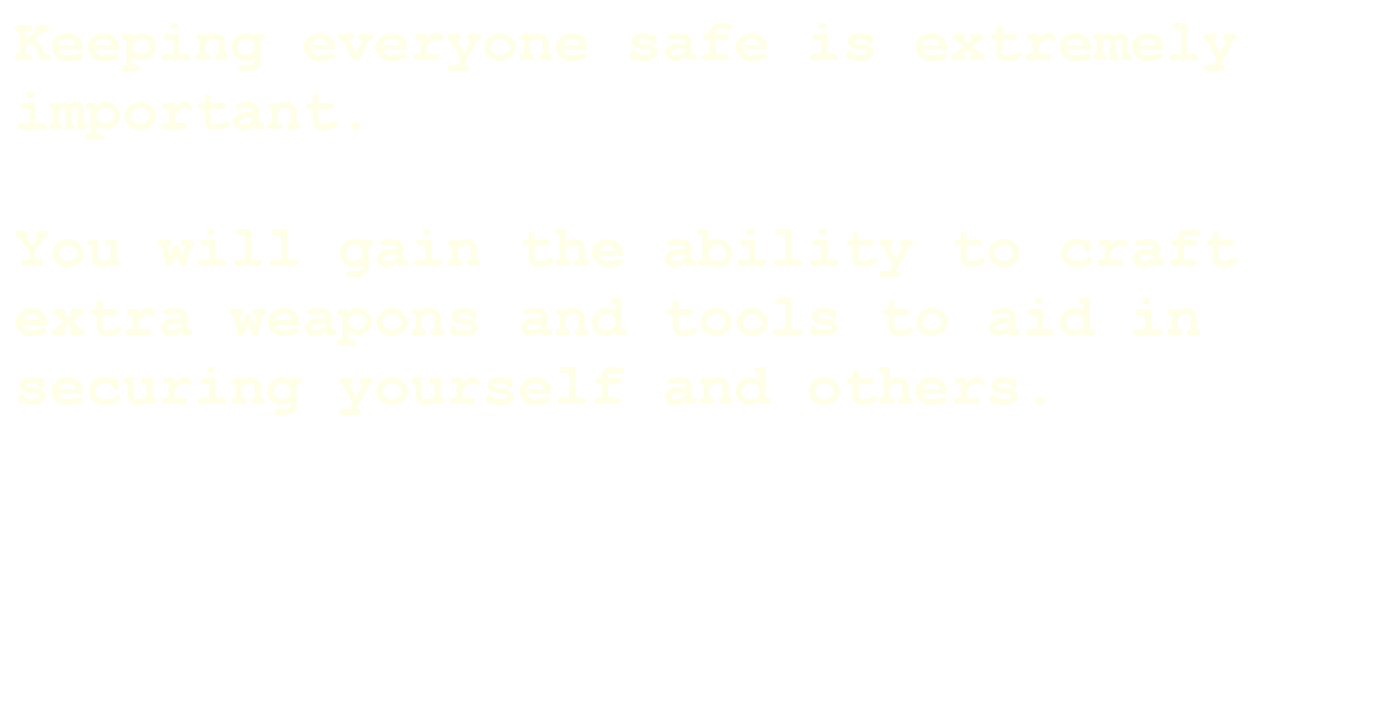 Keeping everyone safe is extremely
important.
You will gain the ability to craft
extra weapons and tools to aid in
securing yourself and others.